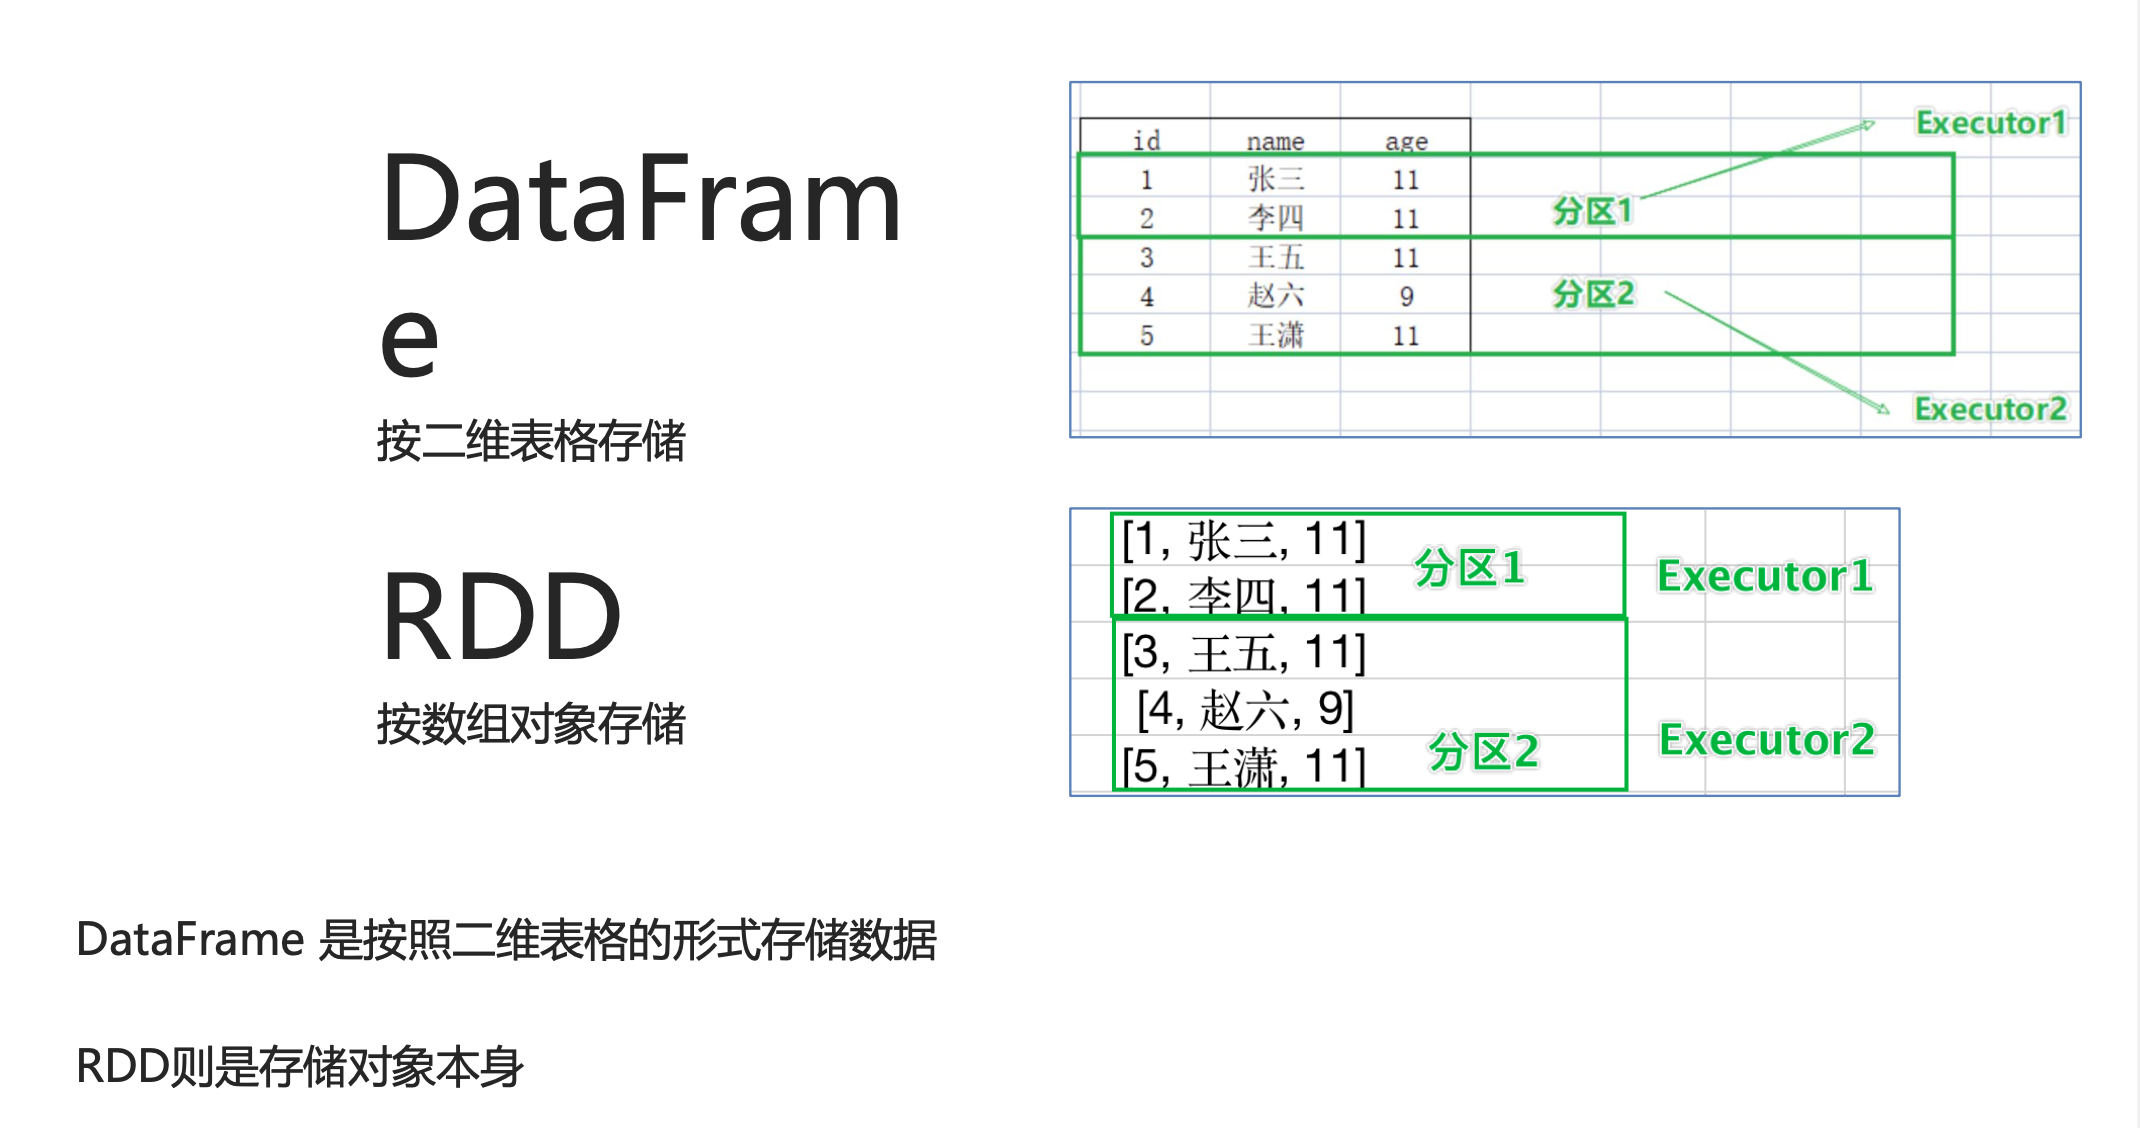 DataFram
e
按二维表格存储
id name age
1 张三 11
2 李四 11
3 王五 11
4 赵六 9
5 王潇 11
分区1
分区2
Executor1
Executor2
RDD
按数组对象存储
[1, 张三, 11]
[2, 李四, 11]
[3, 王五, 11]
[4, 赵六, 9]
[5, 王潇, 11]
分区1
分区2
Executor1
Executor2
DataFrame 是按照二维表格的形式存储数据
RDD则是存储对象本身